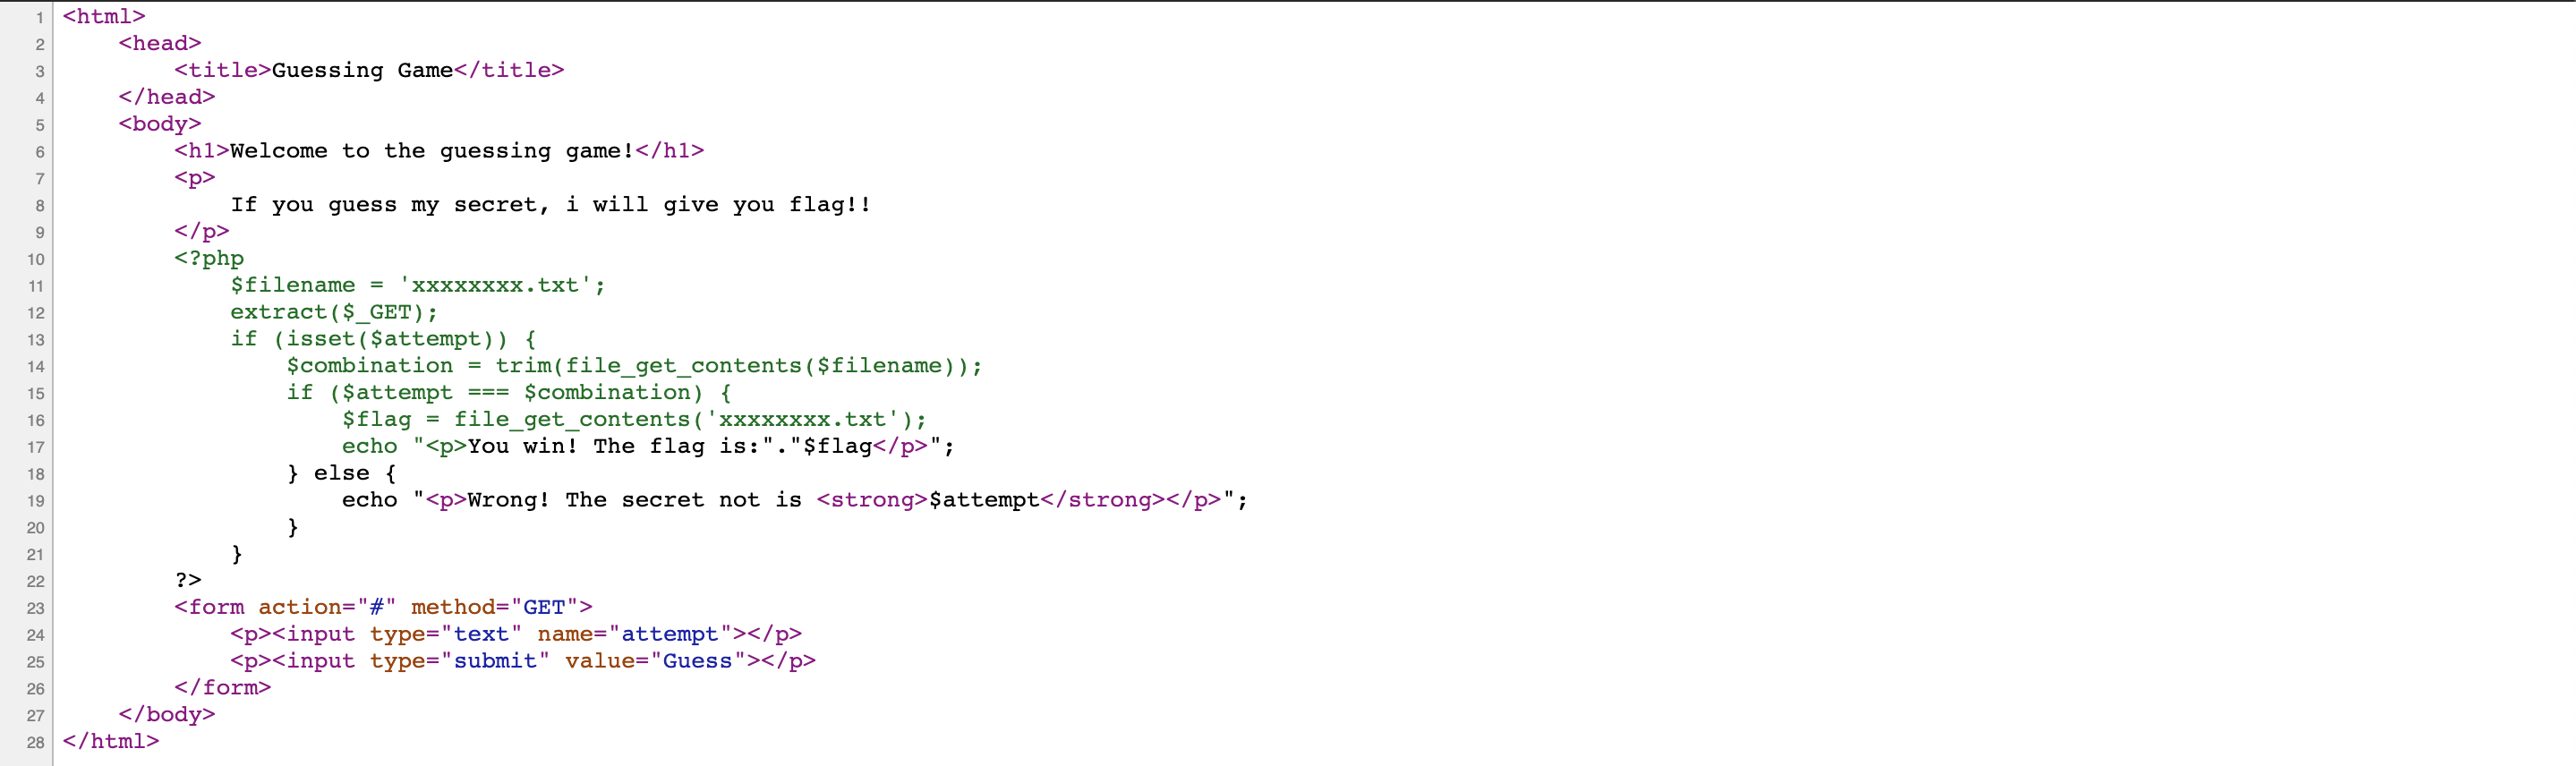 1 <html>
2 <head>
3 <title>Guessing Game</title>
4 </head>
5 <body>
6 <h1>Welcome to the guessing game!</h1>
7 <p>
8 If you guess my secret, i will give you flag!!
9 </p>
10 <?php
11 $filename = 'xxxxxxxx.txt';
12 extract($_GET);
13 if (isset($attempt)) {
14 $combination = trim(file_get_contents($filename));
15 if ($attempt === $combination) {
16 $flag = file_get_contents('xxxxxxxx.txt');
17 echo "<p>You win! The flag is:"."$flag</p>";
18 } else {
19 echo "<p>Wrong! The secret not is <strong>$attempt</strong></p>";
20 }
21 }
22 ?>
23 <form action="#" method="GET">
24 <p><input type="text" name="attempt"></p>
25 <p><input type="submit" value="Guess"></p>
26 </form>
27 </body>
28 </html>